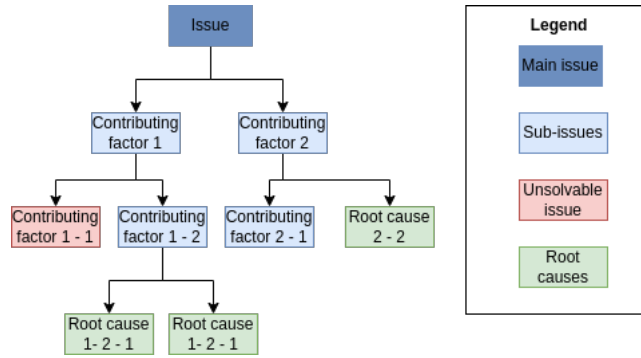 Issue
Contributing
factor 1
Contributing
factor 2
Contributing
factor 1 - 1
Contributing
factor 1 - 2
Contributing
factor 2 - 1
Root cause
2 - 2
Root cause
1- 2 - 1
Root cause
1- 2 - 1
Legend
Main issue
Sub-issues
Unsolvable
issue
Root
causes